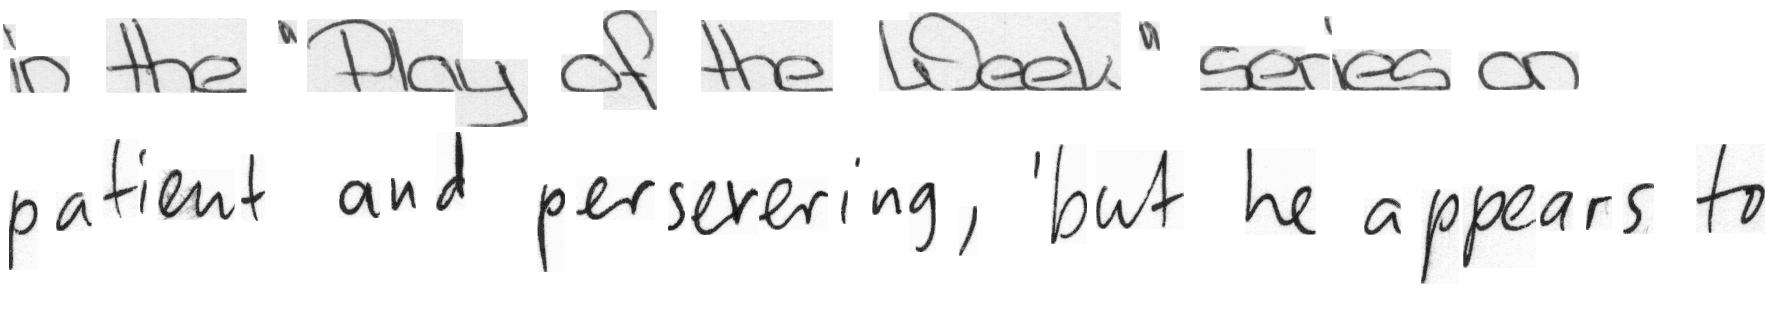 in the "Play of the Week" series on
patient and persevering, 'but he appears to